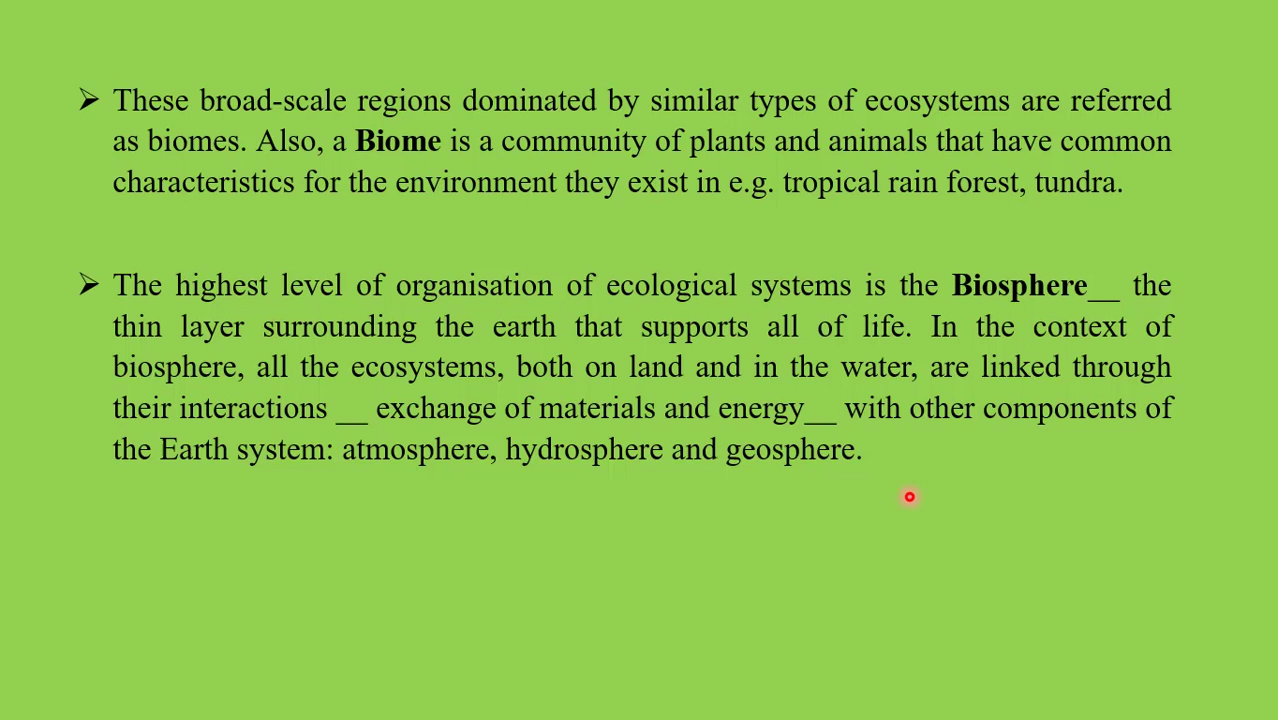 ➢ These broad-scale regions dominated by similar types of ecosystems are referred
as biomes. Also, a Biome is a community of plants and animals that have common
characteristics for the environment they exist in e.g. tropical rain forest, tundra.
➢ The highest level of organisation of ecological systems is the Biosphere__ the
thin layer surrounding the earth that supports all of life. In the context of
biosphere, all the ecosystems, both on land and in the water, are linked through
their interactions __ exchange of materials and energy__ with other components of
the Earth system: atmosphere, hydrosphere and geosphere.